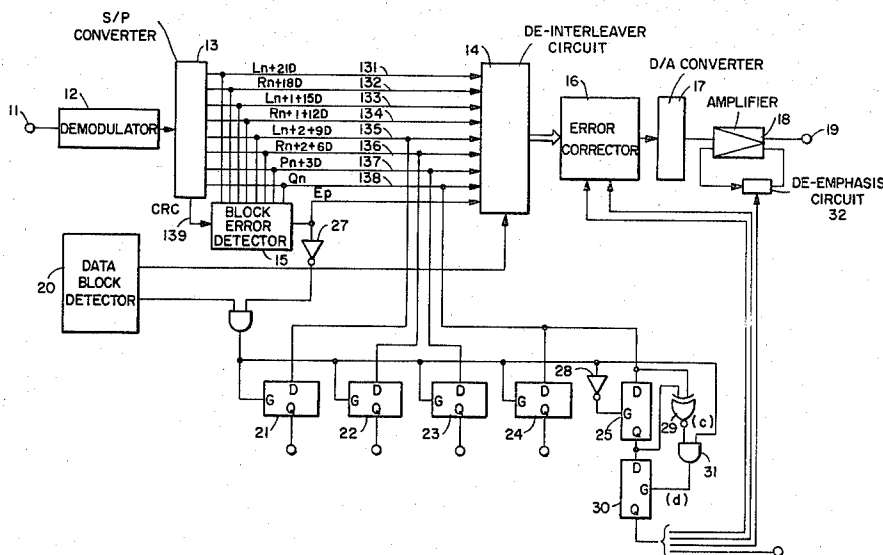 S/P
CONVERTER
13
14
DE-INTERLEAVER
CIRCUIT
16
D/A CONVERTER
17
AMPLIFIER
18
19
11
12
DEMODULATOR
Ln+21D 131
Rn+18D 132
Ln+1+15D 133
Rn+1+12D 134
Ln+2+9D 135
Rn+2+6D 136
Pn+3D 137
Qn 138
Ep
ERROR
CORRECTOR
DE-EMPHASIS
CIRCUIT
32
CRC
139
BLOCK
ERROR
DETECTOR
15
27
20
DATA
BLOCK
DETECTOR
G D Q
21
G D Q
22
G D Q
23
G D Q
24
28
G D Q
25
29
(c)
31
D G Q
30
(d)